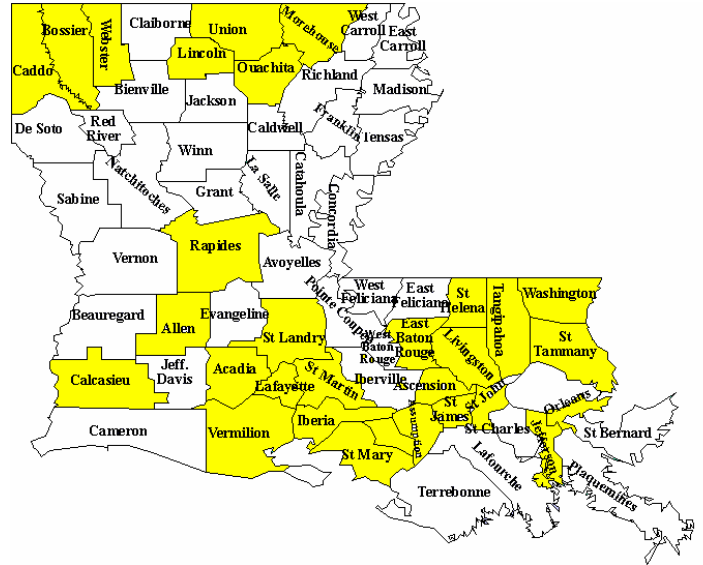 Claiborne
West
Carroll
East
Carroll
Morehouse
Union
Bossier
Webster
Lincoln
Ouachita
Caddo
Richland
Madison
Bienville
Jackson
Franklin
De Soto
Red
River
Caldwell
Tensas
Winn
Natchitoches
La Salle
Catahoula
Sabine
Grant
Concordia
Rapides
Vernon
Avoyelles
Pointe Coupee
West
Feliciana
East
Feliciana
St
Helena
Tangipahoa
Washington
Beauregard
Evangeline
Allen
St Landry
West
Baton
Rouge
East
Baton
Rouge
Livingston
St
Tammany
Jeff.
Davis
Acadia
Calcasieu
Lafayette
St Martin
Iberville
Ascension
St John
Orleans
St
James
Assumption
Cameron
Vermilion
Iberia
St Charles
Jefferson
St Bernard
St Mary
Lafourche
Plaquemines
Terrebonne